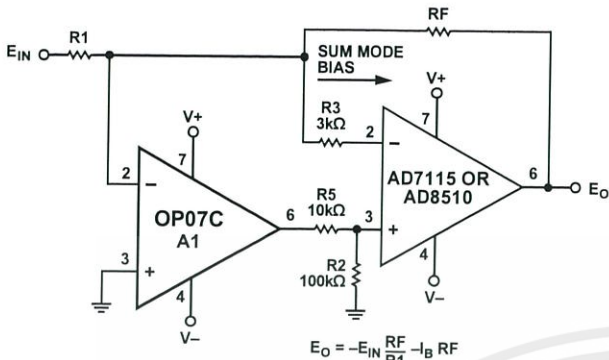 E_IN
R1
RF
SUM MODE
BIAS
V+
7
R3
3kΩ
2
−
AD7115 OR
AD8510
6
E_O
V+
7
2
−
OP07C
A1
6
R5
10kΩ
3
+
3
+
R2
100kΩ
4
V−
4
V−
E_O = −E_IN RF/R1 −I_B RF